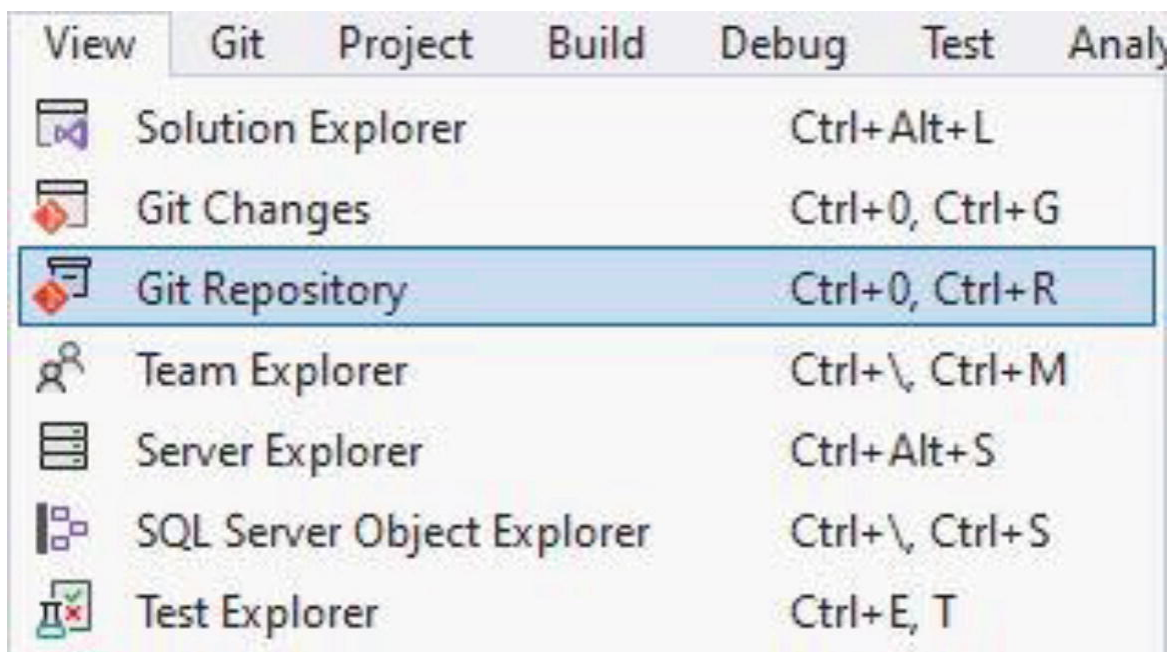 View Git Project Build Debug Test Analy
Solution Explorer Ctrl+Alt+L
Git Changes Ctrl+0, Ctrl+G
Git Repository Ctrl+0, Ctrl+R
Team Explorer Ctrl+\, Ctrl+M
Server Explorer Ctrl+Alt+S
SQL Server Object Explorer Ctrl+\, Ctrl+S
Test Explorer Ctrl+E, T